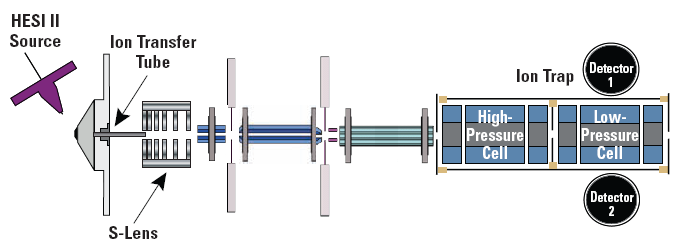 HESI II
Source
Ion Transfer
Tube
S-Lens
Ion Trap
High-
Pressure
Cell
Low-
Pressure
Cell
Detector
1
Detector
2